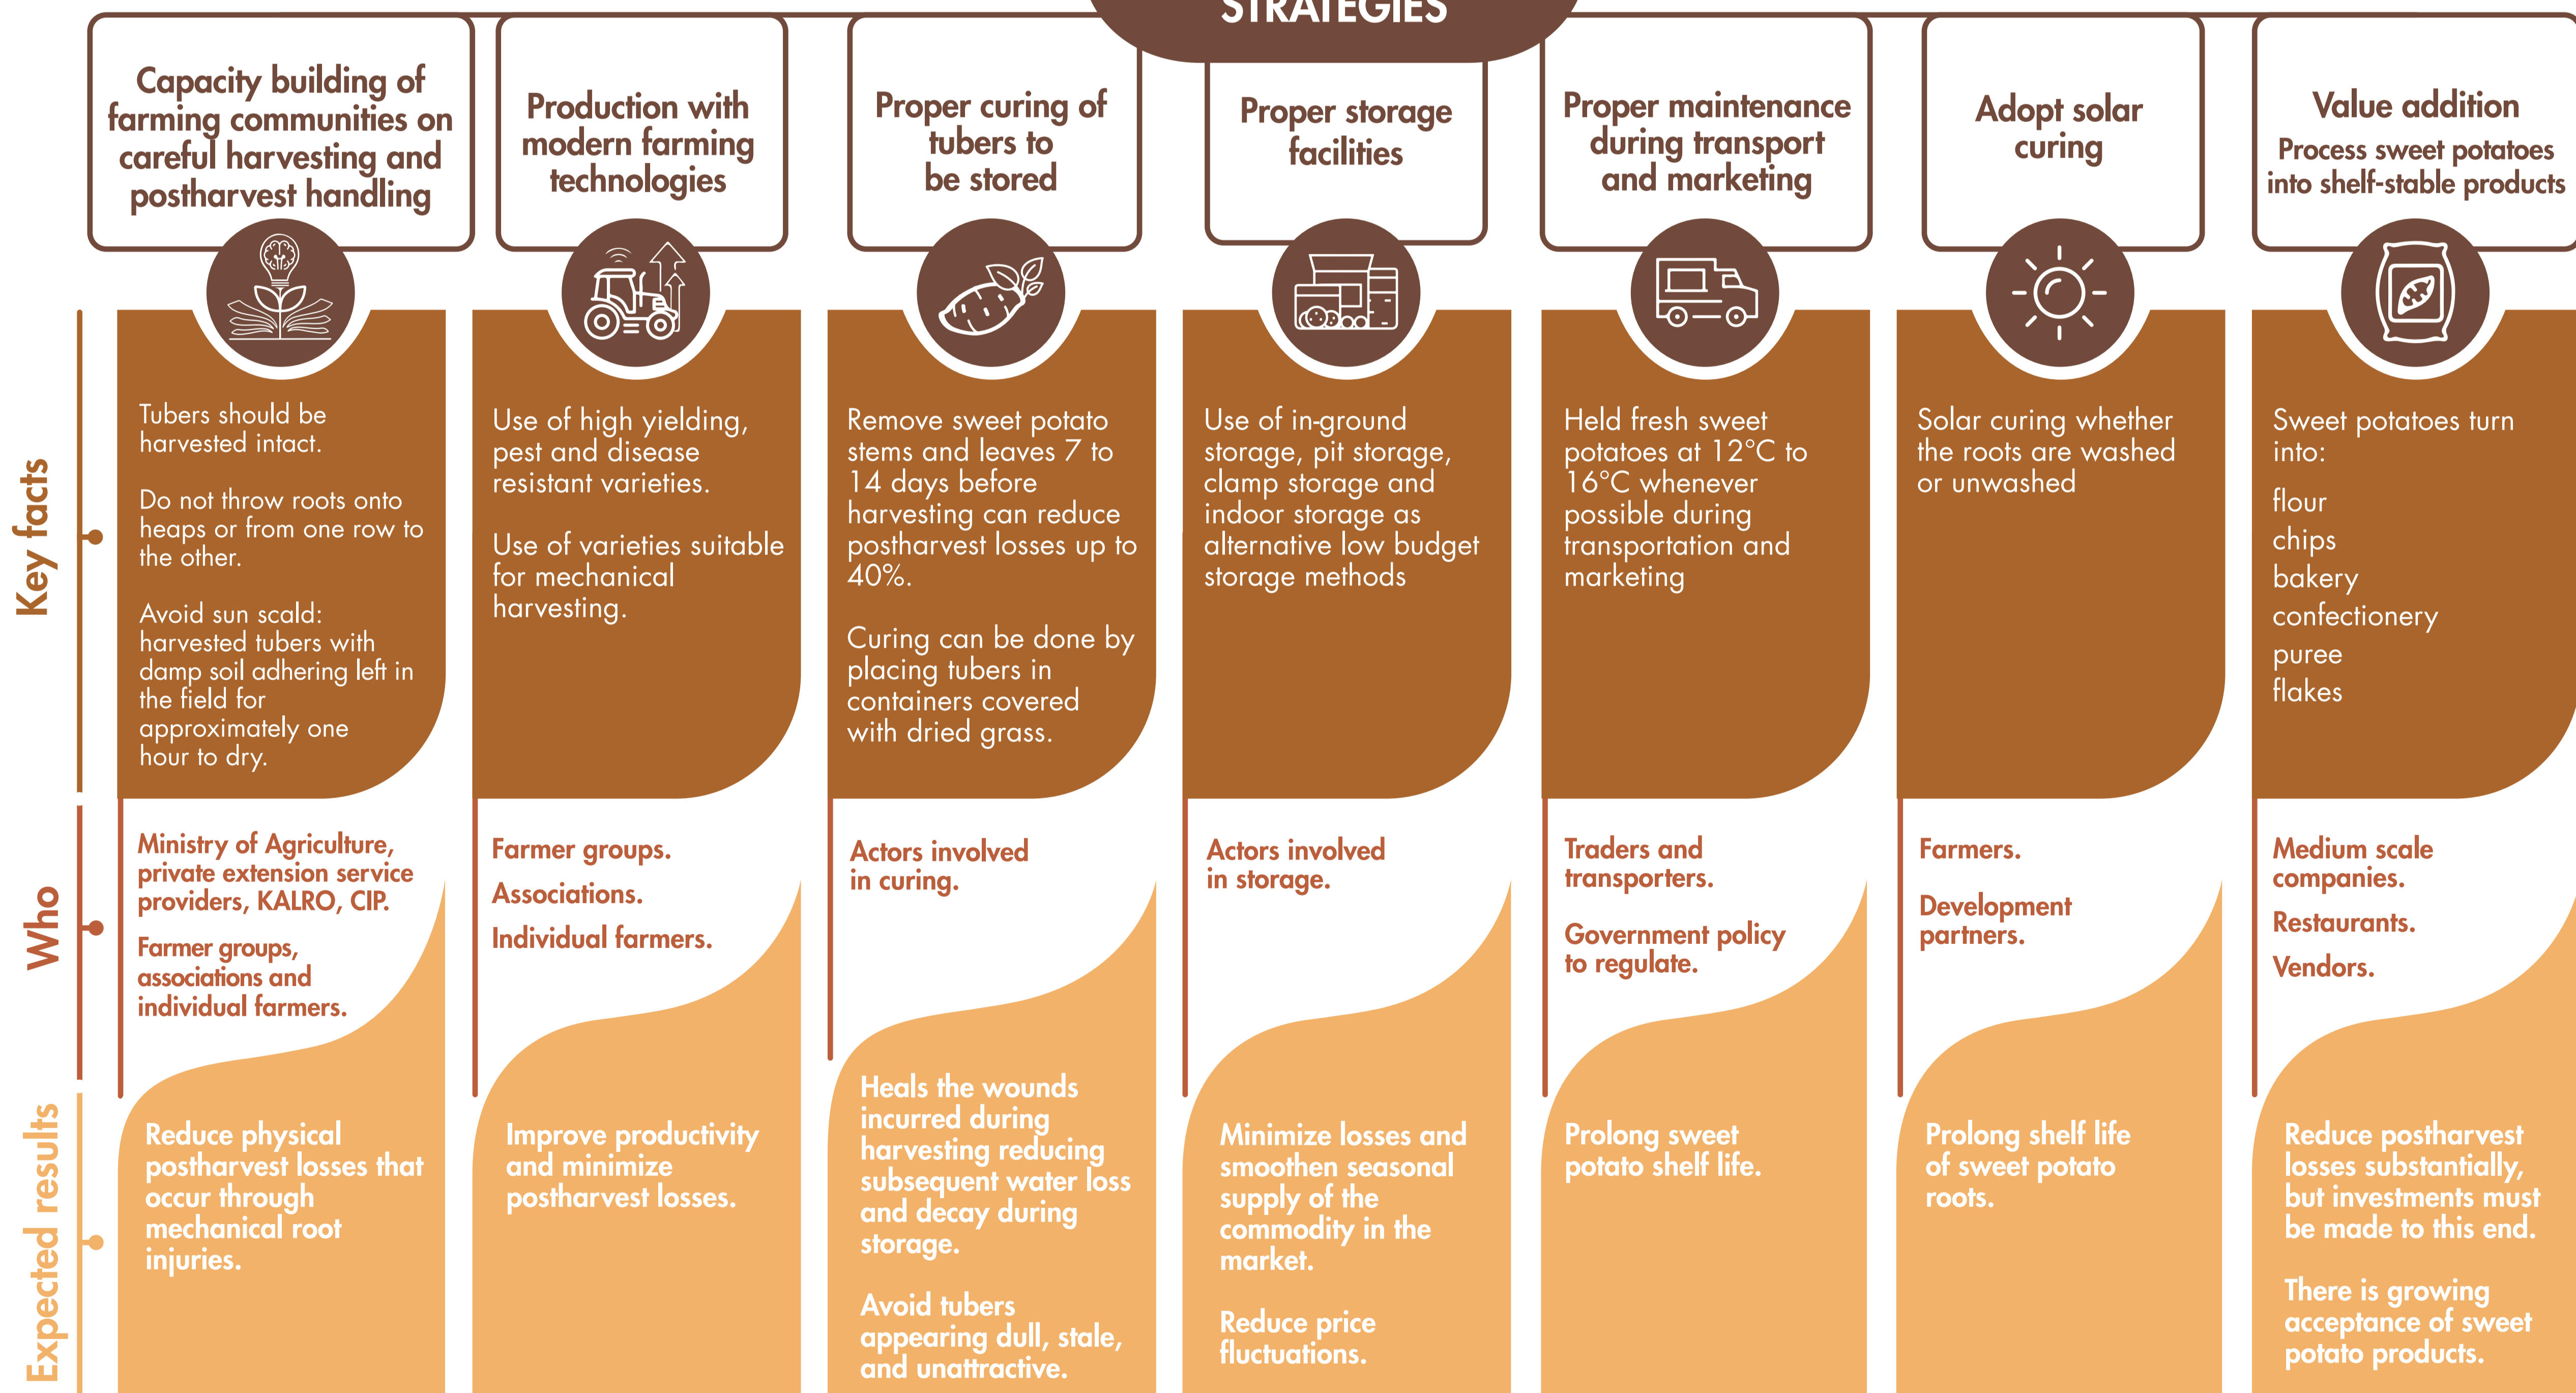 STRATEGIES
Capacity building of
farming communities on
careful harvesting and
postharvest handling
Production with
modern farming
technologies
Proper curing of
tubers to
be stored
Proper storage
facilities
Proper maintenance
during transport
and marketing
Adopt solar
curing
Value addition
Process sweet potatoes
into shelf-stable products
Key facts
Tubers should be
harvested intact.
Do not throw roots onto
heaps or from one row to
the other.
Avoid sun scald:
harvested tubers with
damp soil adhering left in
the field for
approximately one
hour to dry.
Use of high yielding,
pest and disease
resistant varieties.
Use of varieties suitable
for mechanical
harvesting.
Remove sweet potato
stems and leaves 7 to
14 days before
harvesting can reduce
postharvest losses up to
40%.
Curing can be done by
placing tubers in
containers covered
with dried grass.
Use of in-ground
storage, pit storage,
clamp storage and
indoor storage as
alternative low budget
storage methods
Held fresh sweet
potatoes at 12°C to
16°C whenever
possible during
transportation and
marketing
Solar curing whether
the roots are washed
or unwashed
Sweet potatoes turn
into:
flour
chips
bakery
confectionery
puree
flakes
Who
Ministry of Agriculture,
private extension service
providers, KALRO, CIP.
Farmer groups,
associations and
individual farmers.
Farmer groups.
Associations.
Individual farmers.
Actors involved
in curing.
Actors involved
in storage.
Traders and
transporters.
Government policy
to regulate.
Farmers.
Development
partners.
Medium scale
companies.
Restaurants.
Vendors.
Expected results
Reduce physical
postharvest losses that
occur through
mechanical root
injuries.
Improve productivity
and minimize
postharvest losses.
Heals the wounds
incurred during
harvesting reducing
subsequent water loss
and decay during
storage.
Avoid tubers
appearing dull, stale,
and unattractive.
Minimize losses and
smoothen seasonal
supply of the
commodity in the
market.
Reduce price
fluctuations.
Prolong sweet
potato shelf life.
Prolong shelf life
of sweet potato
roots.
Reduce postharvest
losses substantially,
but investments must
be made to this end.
There is growing
acceptance of sweet
potato products.